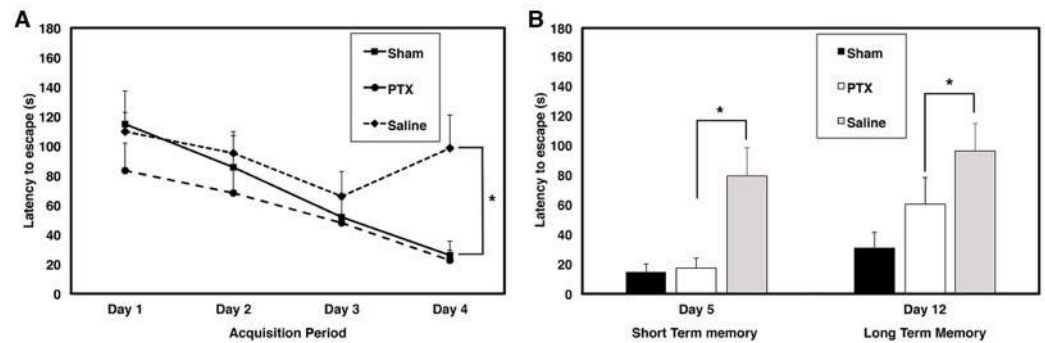 A
Latency to escape (s)
180
160
140
120
100
80
60
40
20
0
Sham
PTX
Saline
*
Day 1 Day 2 Day 3 Day 4
Acquisition Period
B
Latency to escape (s)
180
160
140
120
100
80
60
40
20
0
Sham
PTX
Saline
*
*
Day 5 Day 12
Short Term memory Long Term Memory